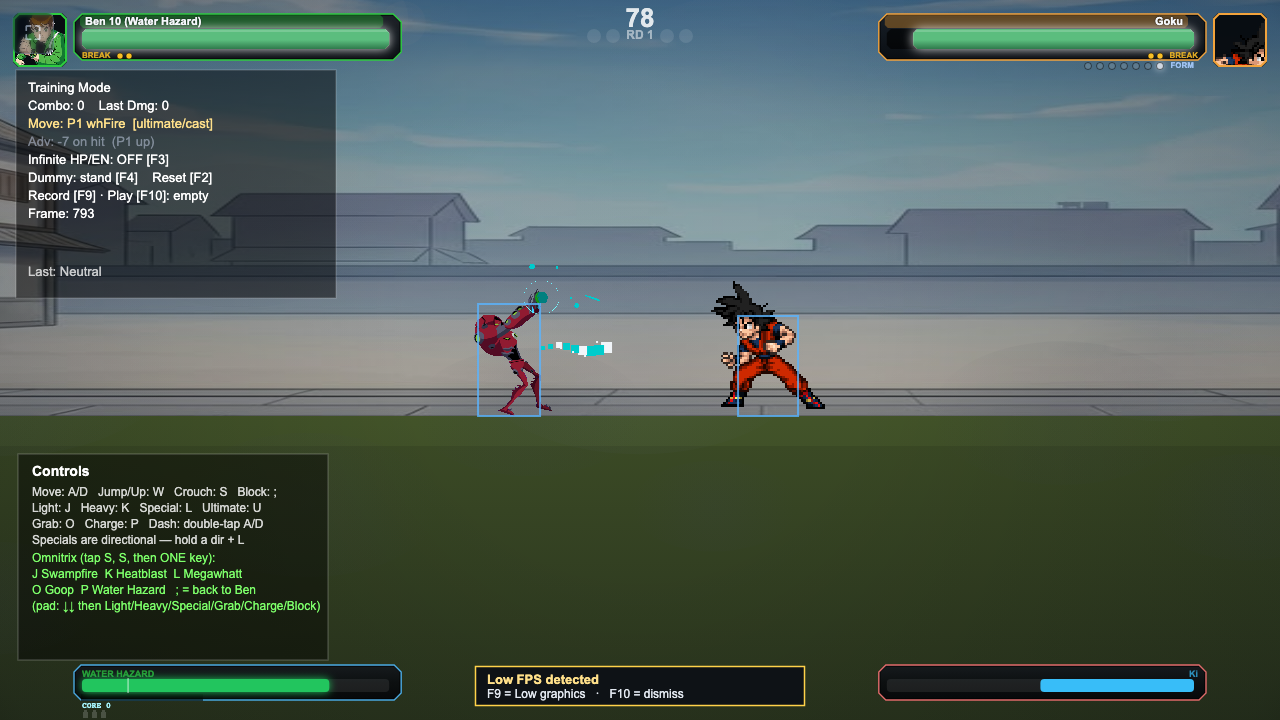 Ben 10 (Water Hazard)
BREAK
78
RD 1
Goku
BREAK
FORM
Training Mode
Combo: 0    Last Dmg: 0
Move: P1 whFire  [ultimate/cast]
Adv: -7 on hit  (P1 up)
Infinite HP/EN: OFF [F3]
Dummy: stand [F4]    Reset [F2]
Record [F9] · Play [F10]: empty
Frame: 793
Last: Neutral
Controls
Move: A/D   Jump/Up: W   Crouch: S   Block: ;
Light: J   Heavy: K   Special: L   Ultimate: U
Grab: O   Charge: P   Dash: double-tap A/D
Specials are directional — hold a dir + L
Omnitrix (tap S, S, then ONE key):
J Swampfire  K Heatblast  L Megawhatt
O Goop  P Water Hazard   ; = back to Ben
(pad: ↓↓ then Light/Heavy/Special/Grab/Charge/Block)
WATER HAZARD
CORE 0
Low FPS detected
F9 = Low graphics   ·   F10 = dismiss
Ki